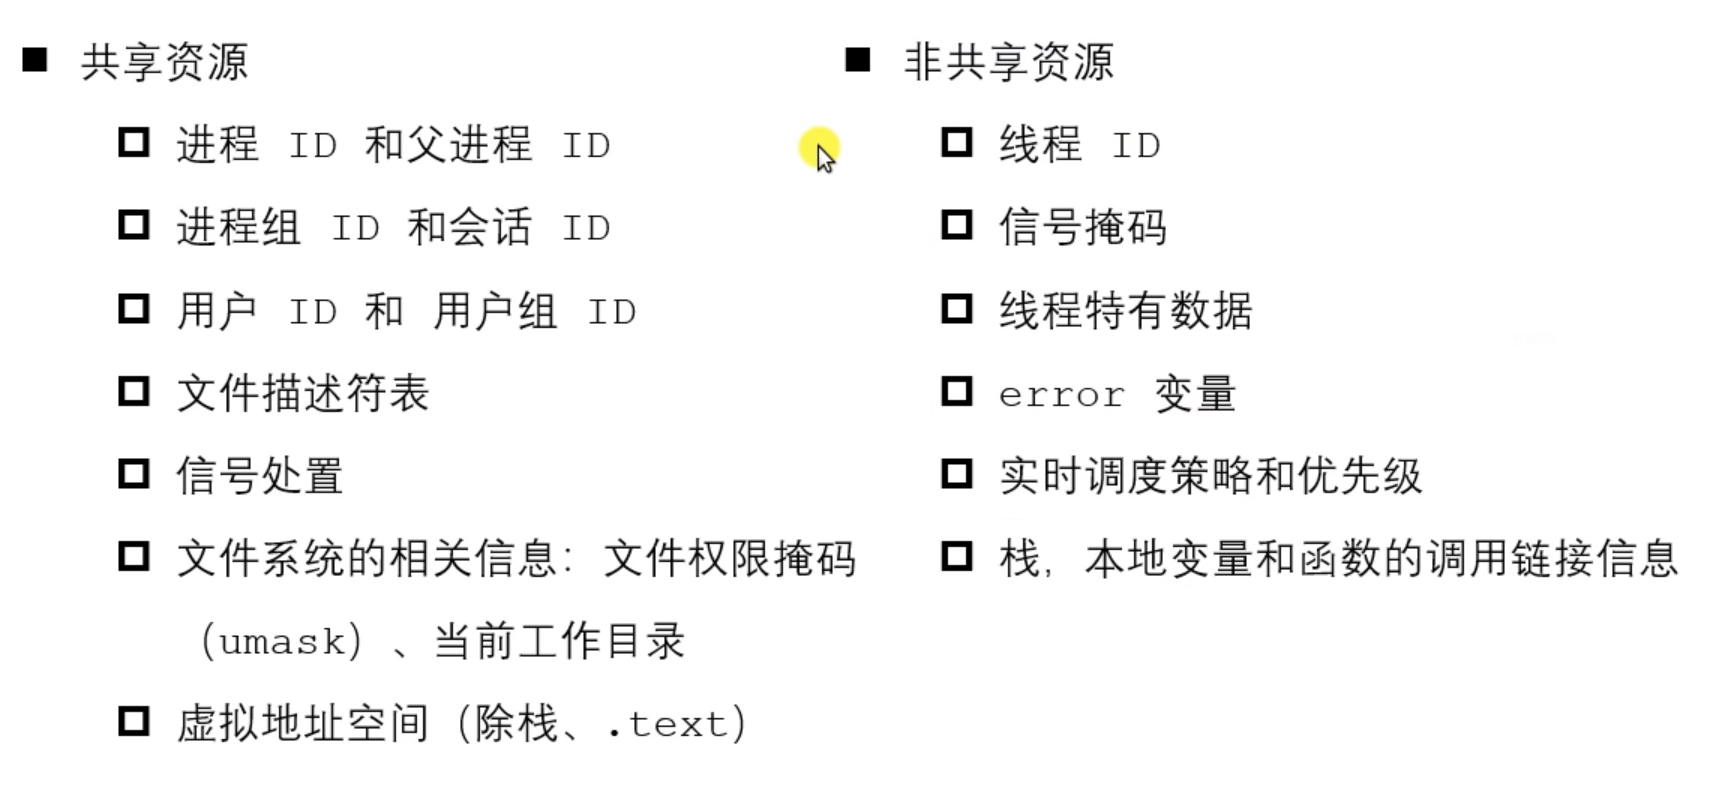 共享资源
进程 ID 和父进程 ID
进程组 ID 和会话 ID
用户 ID 和 用户组 ID
文件描述符表
信号处置
文件系统的相关信息：文件权限掩码
（umask）、当前工作目录
虚拟地址空间（除栈、.text）
非共享资源
线程 ID
信号掩码
线程特有数据
error 变量
实时调度策略和优先级
栈，本地变量和函数的调用链接信息